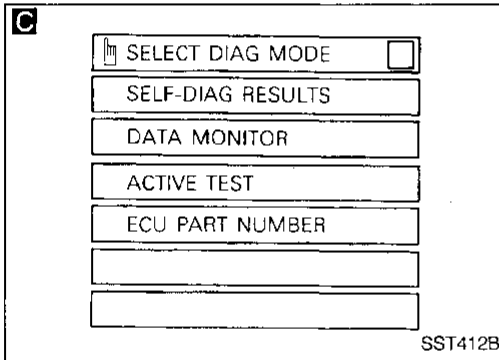 C
SELECT DIAG MODE
SELF-DIAG RESULTS
DATA MONITOR
ACTIVE TEST
ECU PART NUMBER
SST412B